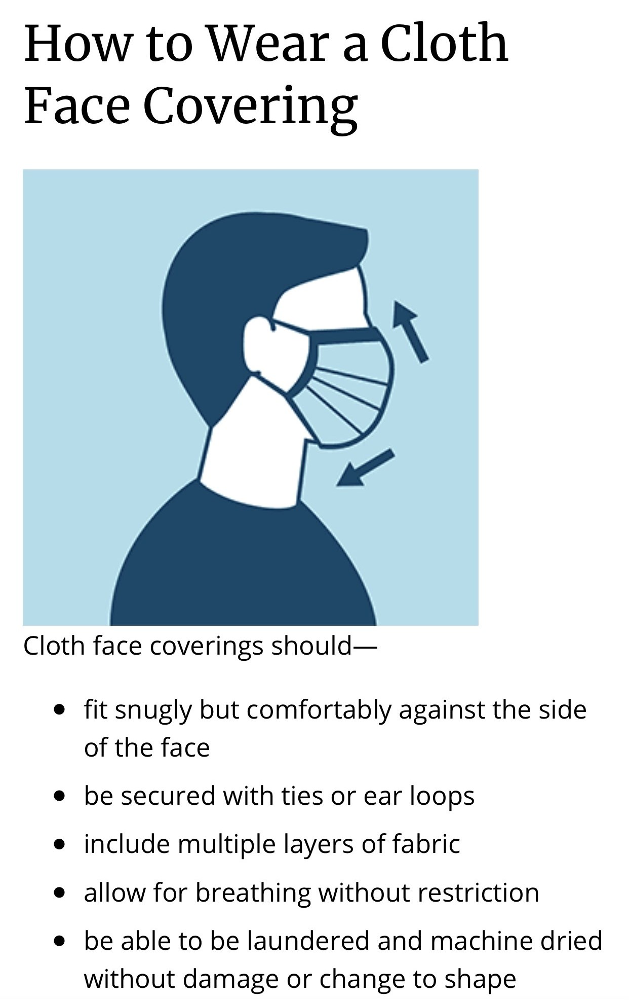 How to Wear a Cloth
Face Covering
Cloth face coverings should—
• fit snugly but comfortably against the side
of the face
• be secured with ties or ear loops
• include multiple layers of fabric
• allow for breathing without restriction
• be able to be laundered and machine dried
without damage or change to shape